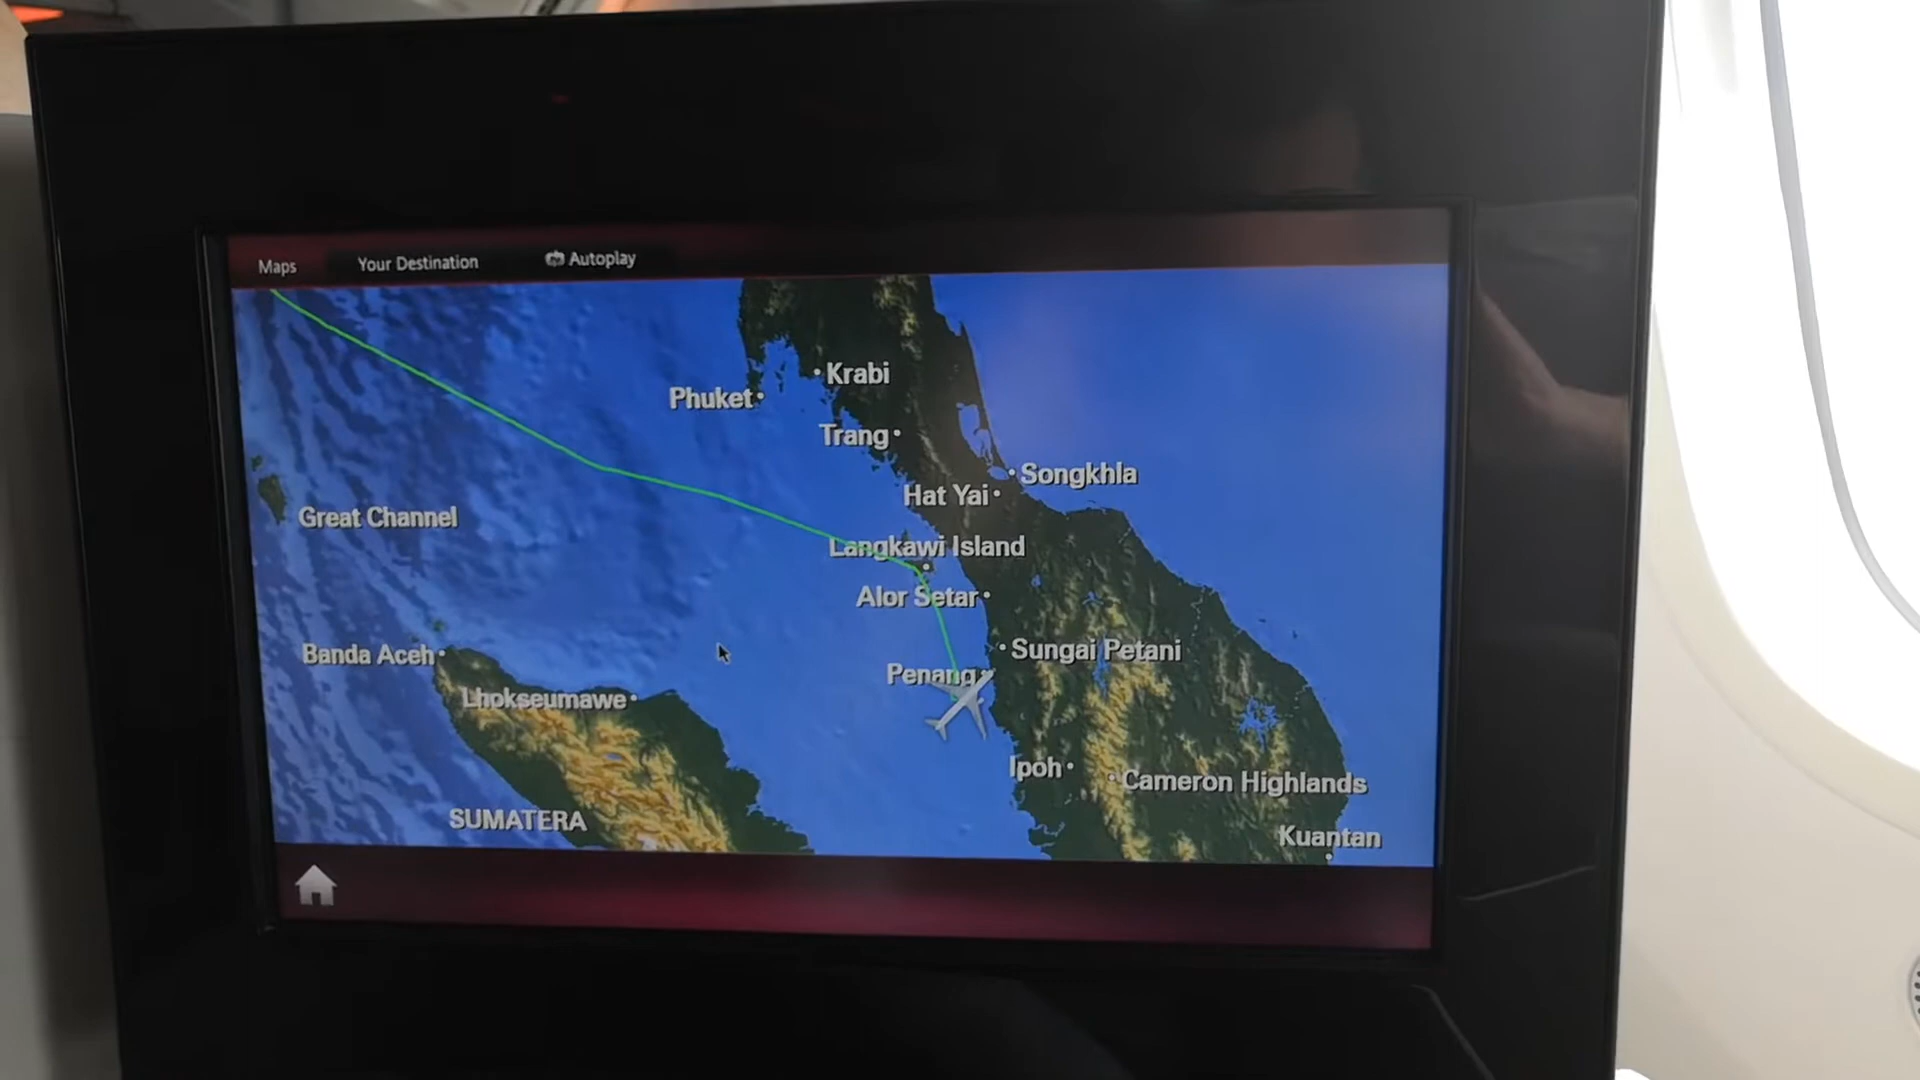 Maps
Your Destination
Autoplay
Krabi
Phuket
Trang
Songkhla
Hat Yai
Great Channel
Langkawi Island
Alor Setar
Banda Aceh
Sungai Petani
Penang
Lhokseumawe
Ipoh
Cameron Highlands
SUMATERA
Kuantan